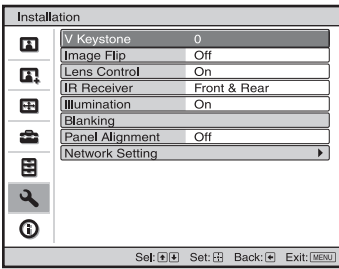 Installation
V Keystone 0
Image Flip Off
Lens Control On
IR Receiver Front & Rear
Illumination On
Blanking
Panel Alignment Off
Network Setting
Sel: Set: Back: Exit: MENU